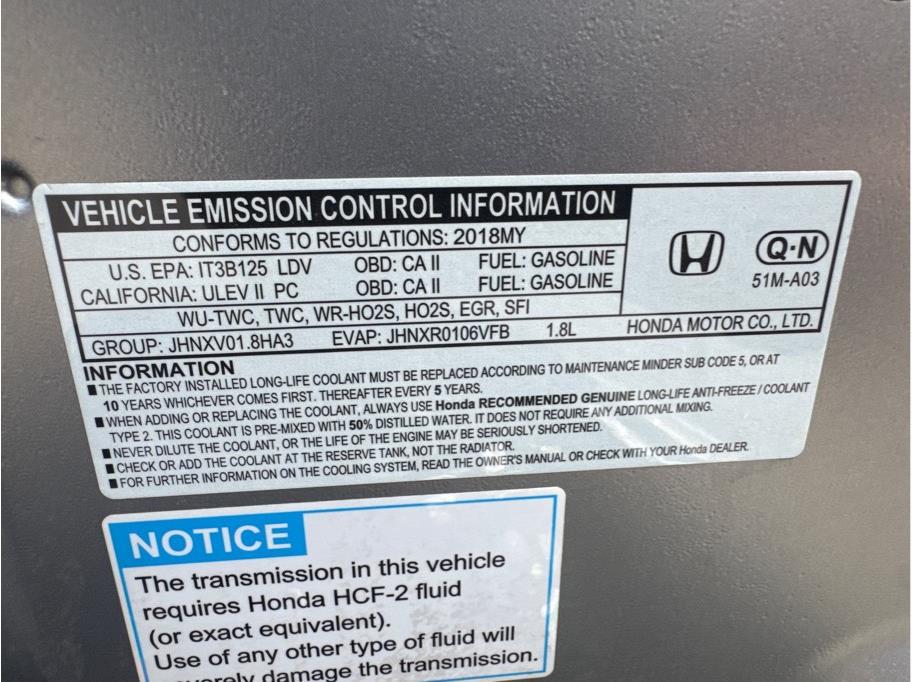 VEHICLE EMISSION CONTROL INFORMATION
CONFORMS TO REGULATIONS: 2018MY
U.S. EPA: IT3B125 LDV OBD: CA II FUEL: GASOLINE
CALIFORNIA: ULEV II PC OBD: CA II FUEL: GASOLINE
WU-TWC, TWC, WR-HO2S, HO2S, EGR, SFI
GROUP: JHNXV01.8HA3 EVAP: JHNXR0106VFB 1.8L
Q·N
51M-A03
HONDA MOTOR CO., LTD.
INFORMATION
■ THE FACTORY INSTALLED LONG-LIFE COOLANT MUST BE REPLACED ACCORDING TO MAINTENANCE MINDER SUB CODE 5, OR AT
10 YEARS WHICHEVER COMES FIRST. THEREAFTER EVERY 5 YEARS.
■ WHEN ADDING OR REPLACING THE COOLANT, ALWAYS USE Honda RECOMMENDED GENUINE LONG-LIFE ANTI-FREEZE / COOLANT
TYPE 2. THIS COOLANT IS PRE-MIXED WITH 50% DISTILLED WATER. IT DOES NOT REQUIRE ANY ADDITIONAL MIXING.
■ NEVER DILUTE THE COOLANT, OR THE LIFE OF THE ENGINE MAY BE SERIOUSLY SHORTENED.
■ CHECK OR ADD THE COOLANT AT THE RESERVE TANK, NOT THE RADIATOR.
■ FOR FURTHER INFORMATION ON THE COOLING SYSTEM, READ THE OWNER'S MANUAL OR CHECK WITH YOUR Honda DEALER.
NOTICE
The transmission in this vehicle
requires Honda HCF-2 fluid
(or exact equivalent).
Use of any other type of fluid will
severely damage the transmission.